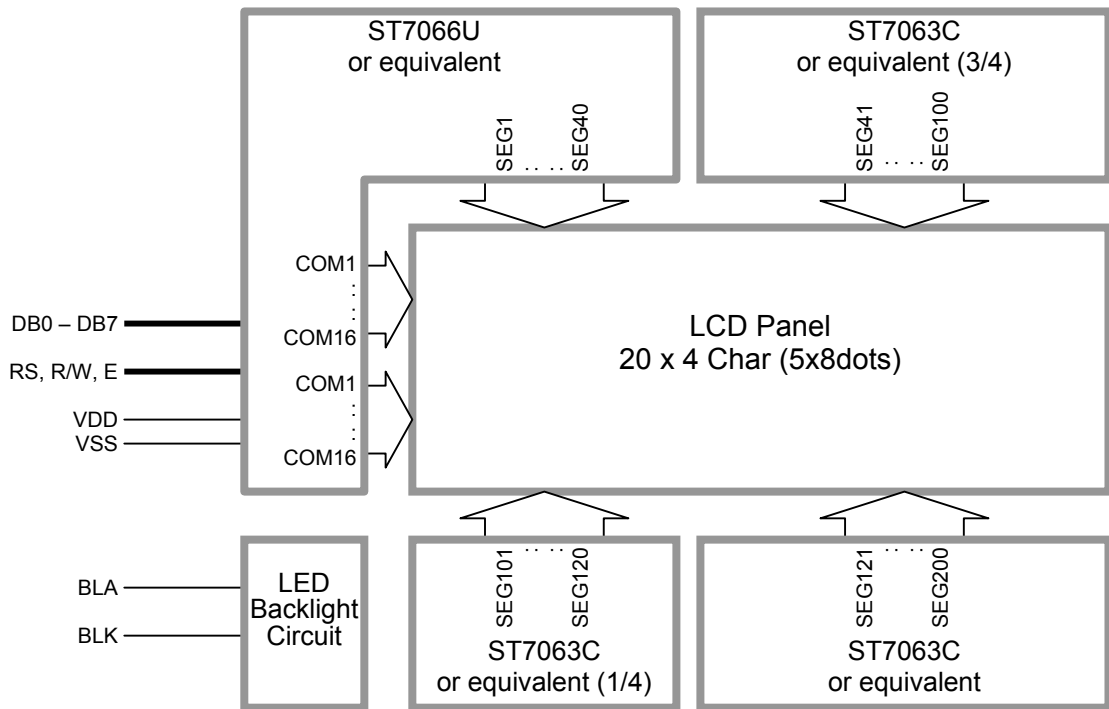 ST7066U
or equivalent
SEG1
.. ..
SEG40
ST7063C
or equivalent (3/4)
SEG41
.. ..
SEG100
COM1
....
COM16
COM1
....
COM16
DB0 – DB7
RS, R/W, E
VDD
VSS
LCD Panel
20 x 4 Char (5x8dots)
BLA
BLK
LED
Backlight
Circuit
SEG101
.. ..
SEG120
ST7063C
or equivalent (1/4)
SEG121
.. ..
SEG200
ST7063C
or equivalent